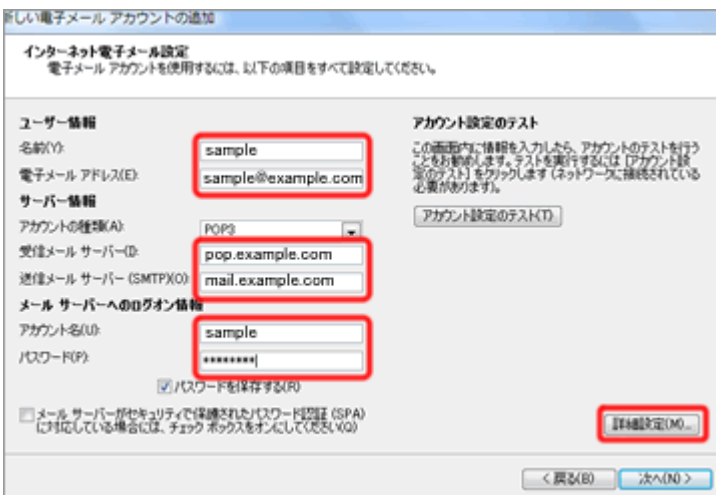 新しい電子メール アカウントの追加
インターネット電子メール設定
電子メール アカウントを使用するには、以下の項目をすべて設定してください。
ユーザー情報
名前(Y):
sample
電子メール アドレス(E):
sample@example.com
サーバー情報
アカウントの種類(A):
POP3
受信メール サーバー(I):
pop.example.com
送信メール サーバー (SMTP)(O):
mail.example.com
メール サーバーへのログオン情報
アカウント名(U):
sample
パスワード(P):
********
パスワードを保存する(R)
メール サーバーがセキュリティで保護されたパスワード認証 (SPA)
に対応している場合には、チェック ボックスをオンにしてください(Q)
アカウント設定のテスト
この画面内に情報を入力したら、アカウントのテストを行う
ことをお勧めします。テストを実行するには [アカウント設
定のテスト] をクリックします (ネットワークに接続されている
必要があります)。
アカウント設定のテスト(T)
詳細設定(M)...
< 戻る(B)
次へ(N) >